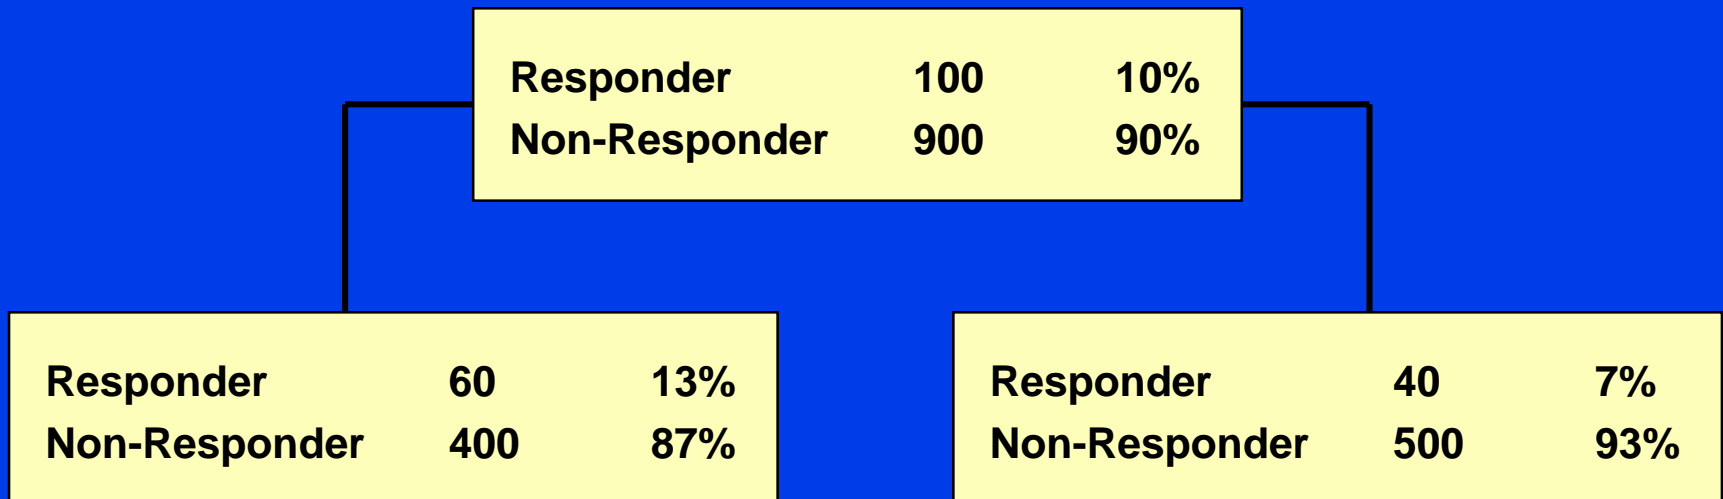 Responder 100 10%
Non-Responder 900 90%
Responder 60 13%
Non-Responder 400 87%
Responder 40 7%
Non-Responder 500 93%